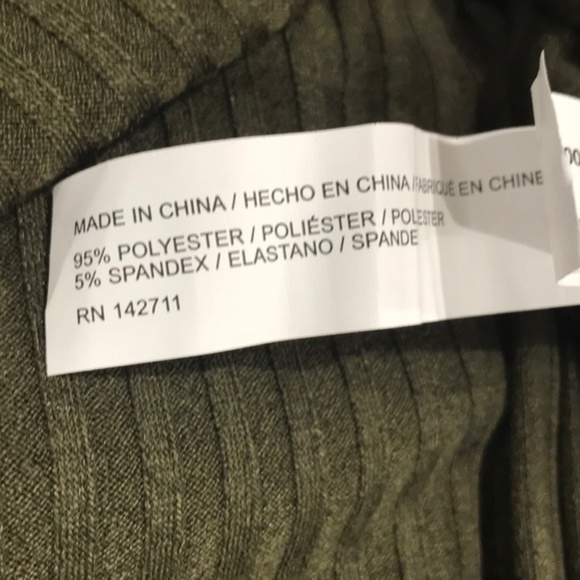 MADE IN CHINA / HECHO EN CHINA / FABRIQUÉ EN CHINE
95% POLYESTER / POLIÉSTER / POLYESTER
5% SPANDEX / ELASTANO / SPANDE
RN 142711